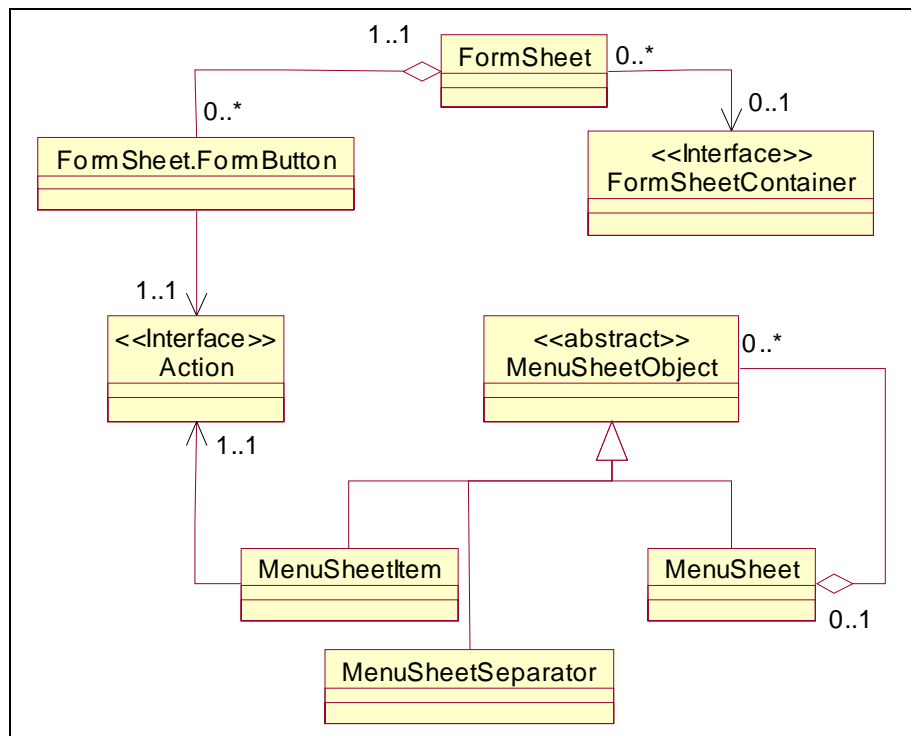 1..1
FormSheet
0..*
0..*
0..1
FormSheet.FormButton
<<Interface>>
FormSheetContainer
1..1
<<Interface>>
Action
<<abstract>>
MenuSheetObject
0..*
1..1
MenuSheetItem
MenuSheet
0..1
MenuSheetSeparator